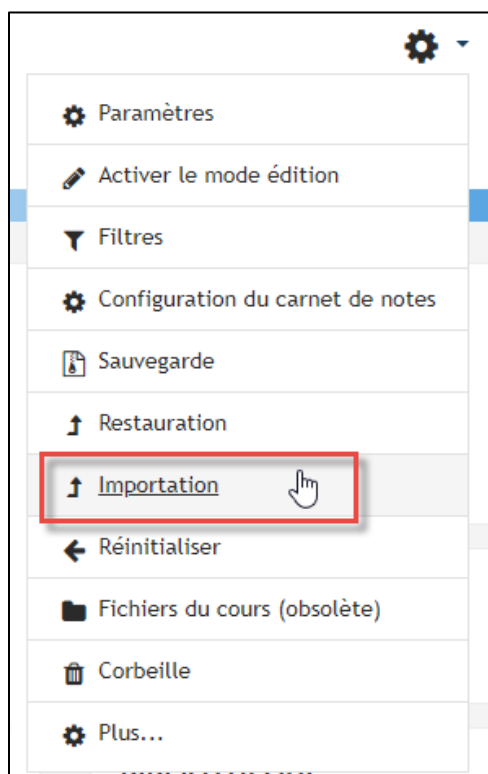 Paramètres
Activer le mode édition
Filtres
Configuration du carnet de notes
Sauvegarde
Restauration
Importation
Réinitialiser
Fichiers du cours (obsolète)
Corbeille
Plus...